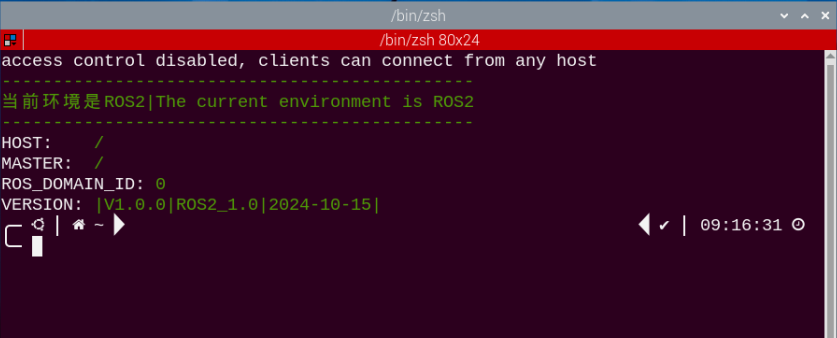 /bin/zsh
/bin/zsh 80x24
access control disabled, clients can connect from any host
----------------------------------------------
当前环境是ROS2|The current environment is ROS2
----------------------------------------------
HOST: /
MASTER: /
ROS_DOMAIN_ID: 0
VERSION: |V1.0.0|ROS2_1.0|2024-10-15|
~ ✔ 09:16:31